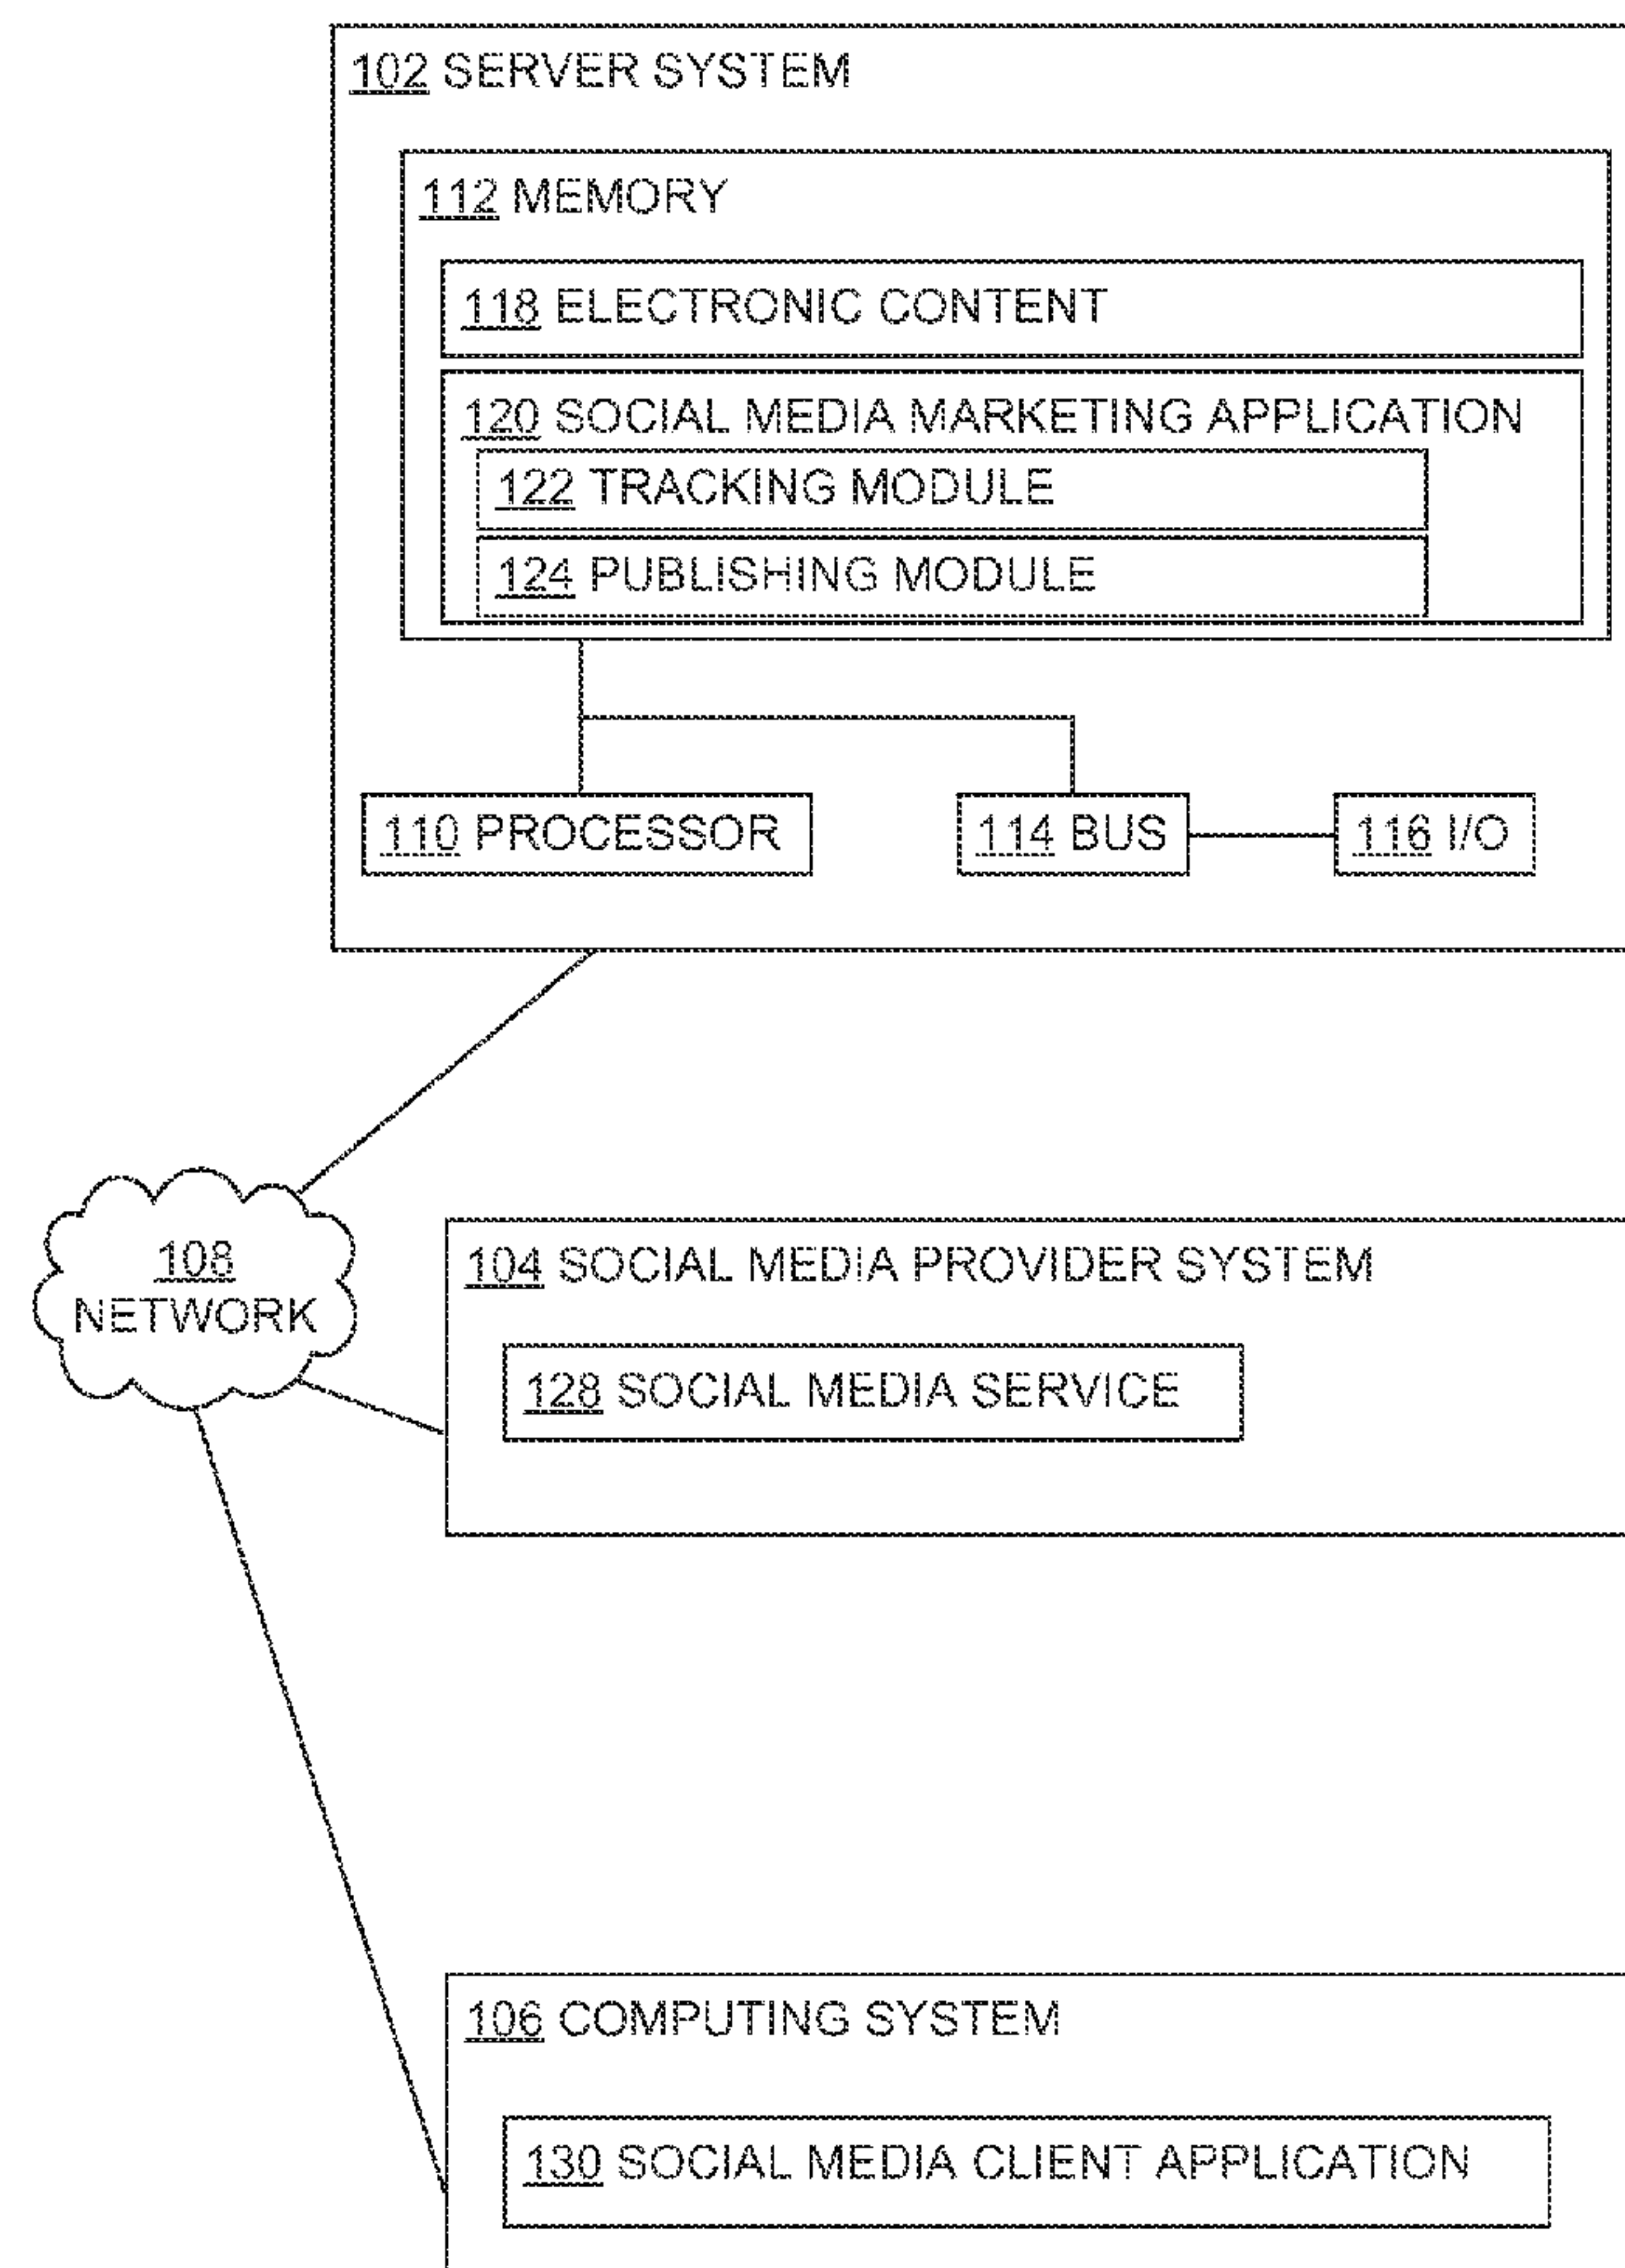 102 SERVER SYSTEM
112 MEMORY
118 ELECTRONIC CONTENT
120 SOCIAL MEDIA MARKETING APPLICATION
122 TRACKING MODULE
124 PUBLISHING MODULE
110 PROCESSOR
114 BUS
116 I/O
108
NETWORK
104 SOCIAL MEDIA PROVIDER SYSTEM
128 SOCIAL MEDIA SERVICE
106 COMPUTING SYSTEM
130 SOCIAL MEDIA CLIENT APPLICATION